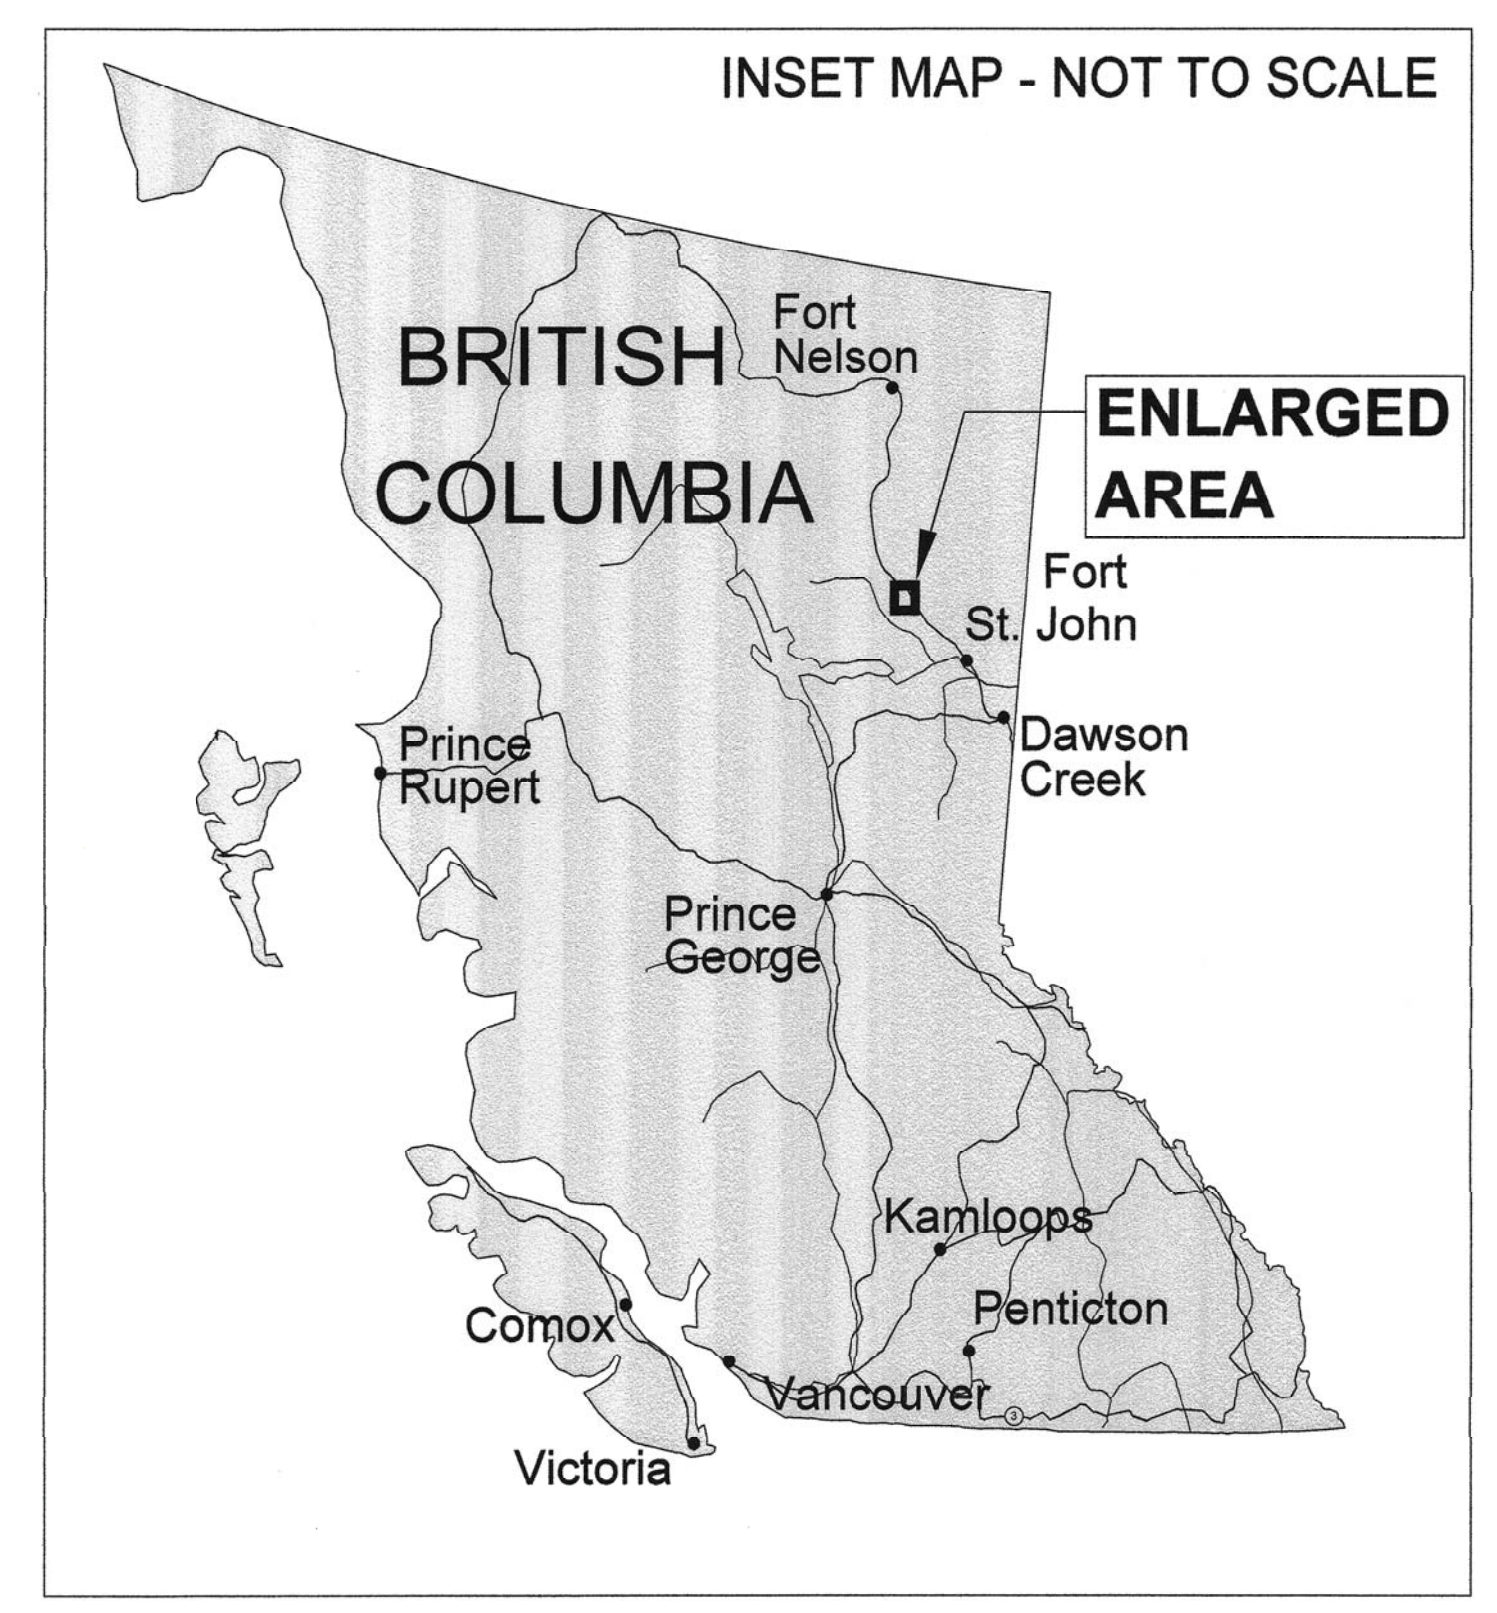 INSET MAP - NOT TO SCALE
BRITISH
COLUMBIA
Fort
Nelson
ENLARGED
AREA
Fort
St. John
Dawson
Creek
Prince
Rupert
Prince
George
Kamloops
Penticton
Comox
Vancouver
3
Victoria